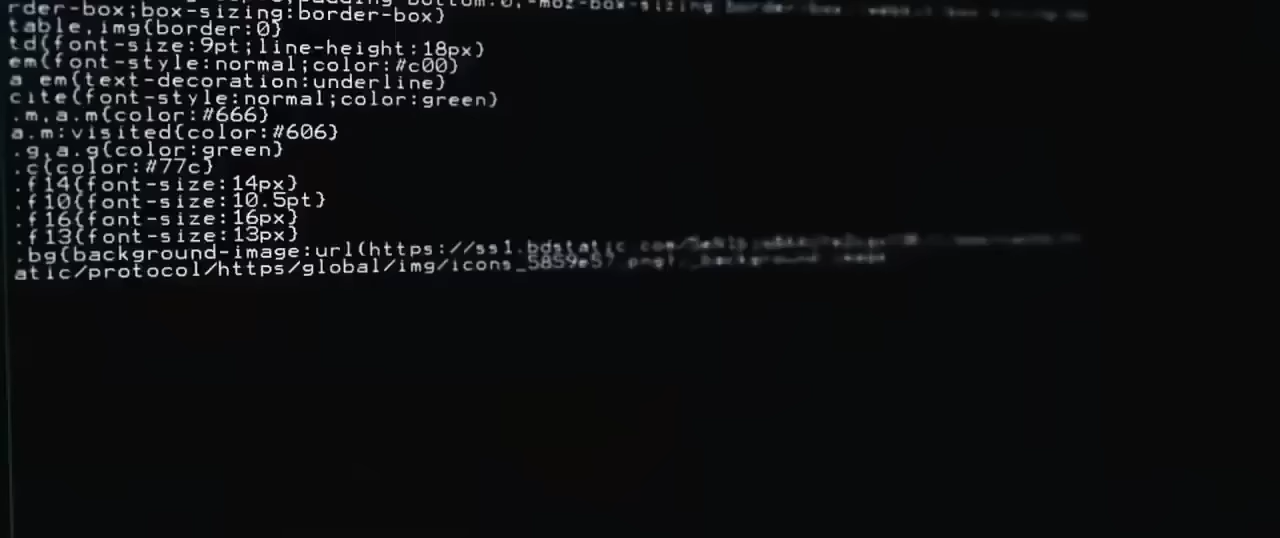 rder-box;box-sizing:border-box}
table,img{border:0}
td{font-size:9pt;line-height:18px}
em{font-style:normal;color:#c00}
a em{text-decoration:underline}
cite{font-style:normal;color:green}
.m,a.m{color:#666}
a.m:visited{color:#606}
.g,a.g{color:green}
.c{color:#77c}
.f14{font-size:14px}
.f10{font-size:10.5pt}
.f16{font-size:16px}
.f13{font-size:13px}
.bg{background-image:url(https://ss1.bdstatic.com/
atic/protocol/https/global/img/icons_5859e57.png